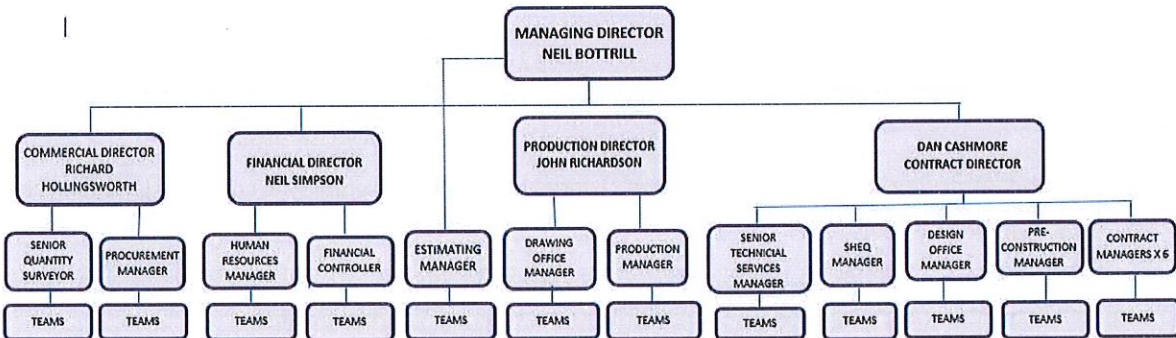 MANAGING DIRECTOR
NEIL BOTTRILL
COMMERCIAL DIRECTOR
RICHARD
HOLLINGSWORTH
FINANCIAL DIRECTOR
NEIL SIMPSON
PRODUCTION DIRECTOR
JOHN RICHARDSON
DAN CASHMORE
CONTRACT DIRECTOR
SENIOR
QUANTITY
SURVEYOR
PROCUREMENT
MANAGER
HUMAN
RESOURCES
MANAGER
FINANCIAL
CONTROLLER
ESTIMATING
MANAGER
DRAWING
OFFICE
MANAGER
PRODUCTION
MANAGER
SENIOR
TECHNICIAL
SERVICES
MANAGER
SHEQ
MANAGER
DESIGN
OFFICE
MANAGER
PRE-
CONSTRUCTION
MANAGER
CONTRACT
MANAGERS X 6
TEAMS
TEAMS
TEAMS
TEAMS
TEAMS
TEAMS
TEAMS
TEAMS
TEAMS
TEAMS
TEAMS
TEAMS